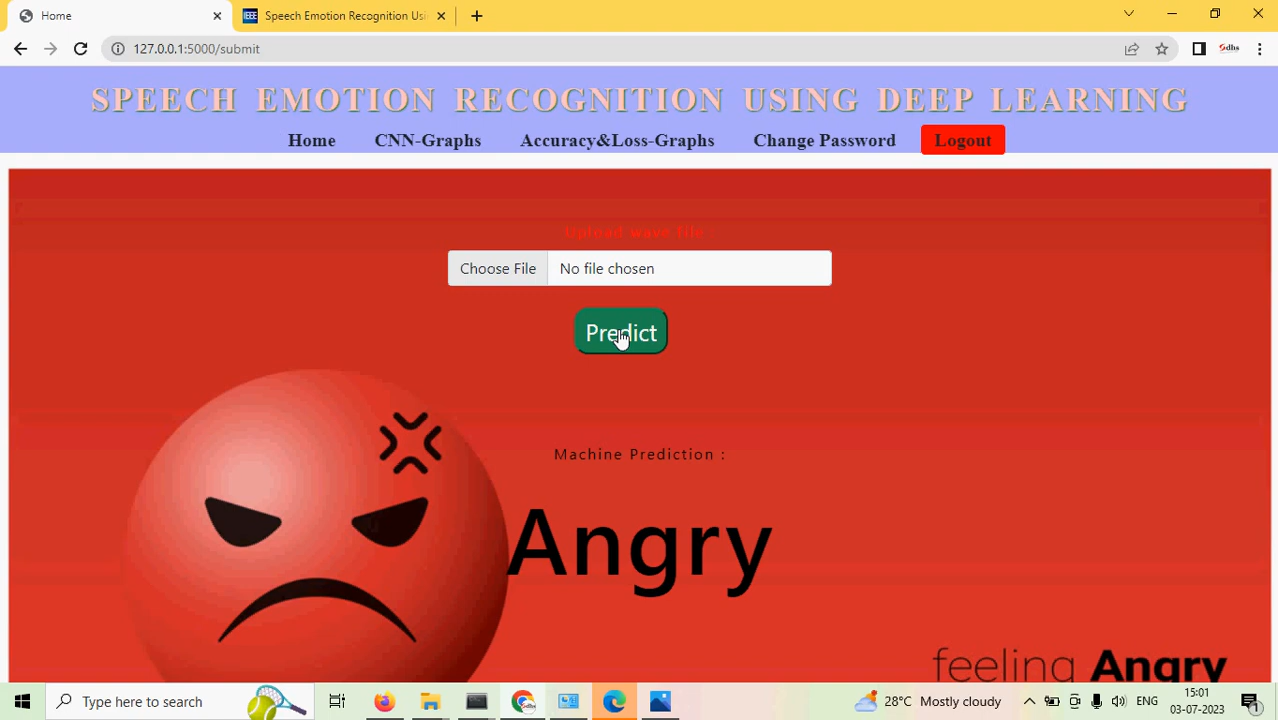 Home
Speech Emotion Recognition Usi
127.0.0.1:5000/submit
SPEECH EMOTION RECOGNITION USING DEEP LEARNING
Home CNN-Graphs Accuracy&Loss-Graphs Change Password Logout
Upload wave file
Choose File No file chosen
Predict
Machine Prediction :
Angry
feeling Angry
Type here to search
28°C Mostly cloudy
ENG
15:01
03-07-2023
1